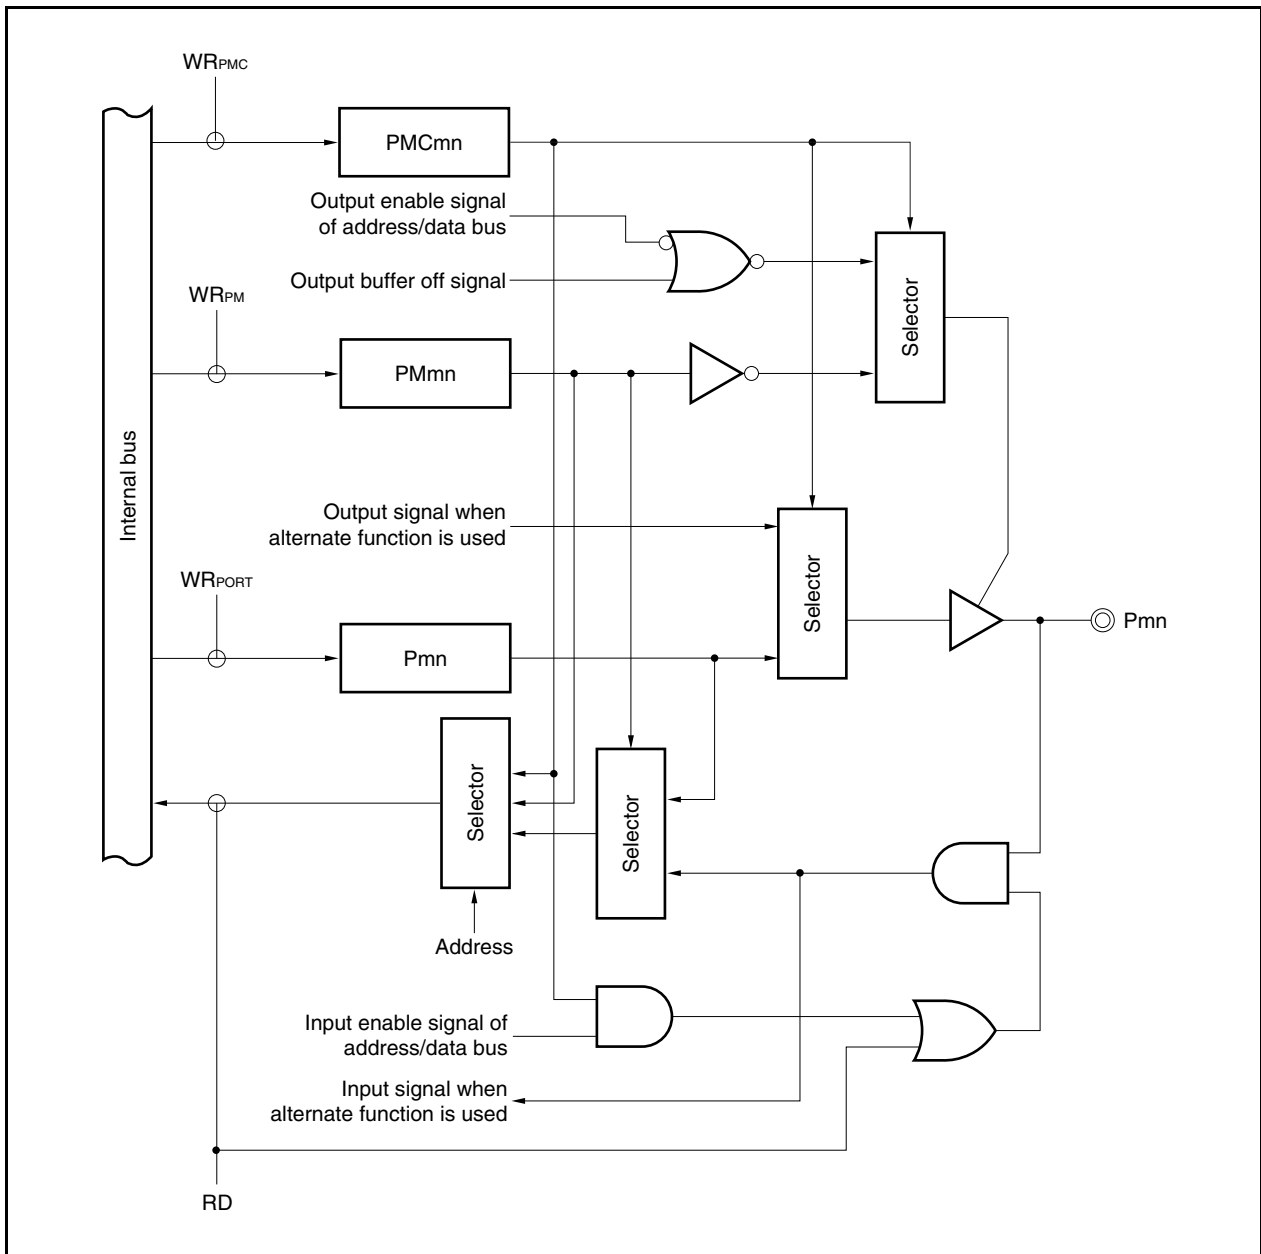 WRPMC
PMCmn
Output enable signal
of address/data bus
Output buffer off signal
Selector
WRPM
PMmn
Internal bus
Output signal when
alternate function is used
Selector
WRPORT
Pmn
Pmn
Selector
Selector
Address
Input enable signal of
address/data bus
Input signal when
alternate function is used
RD